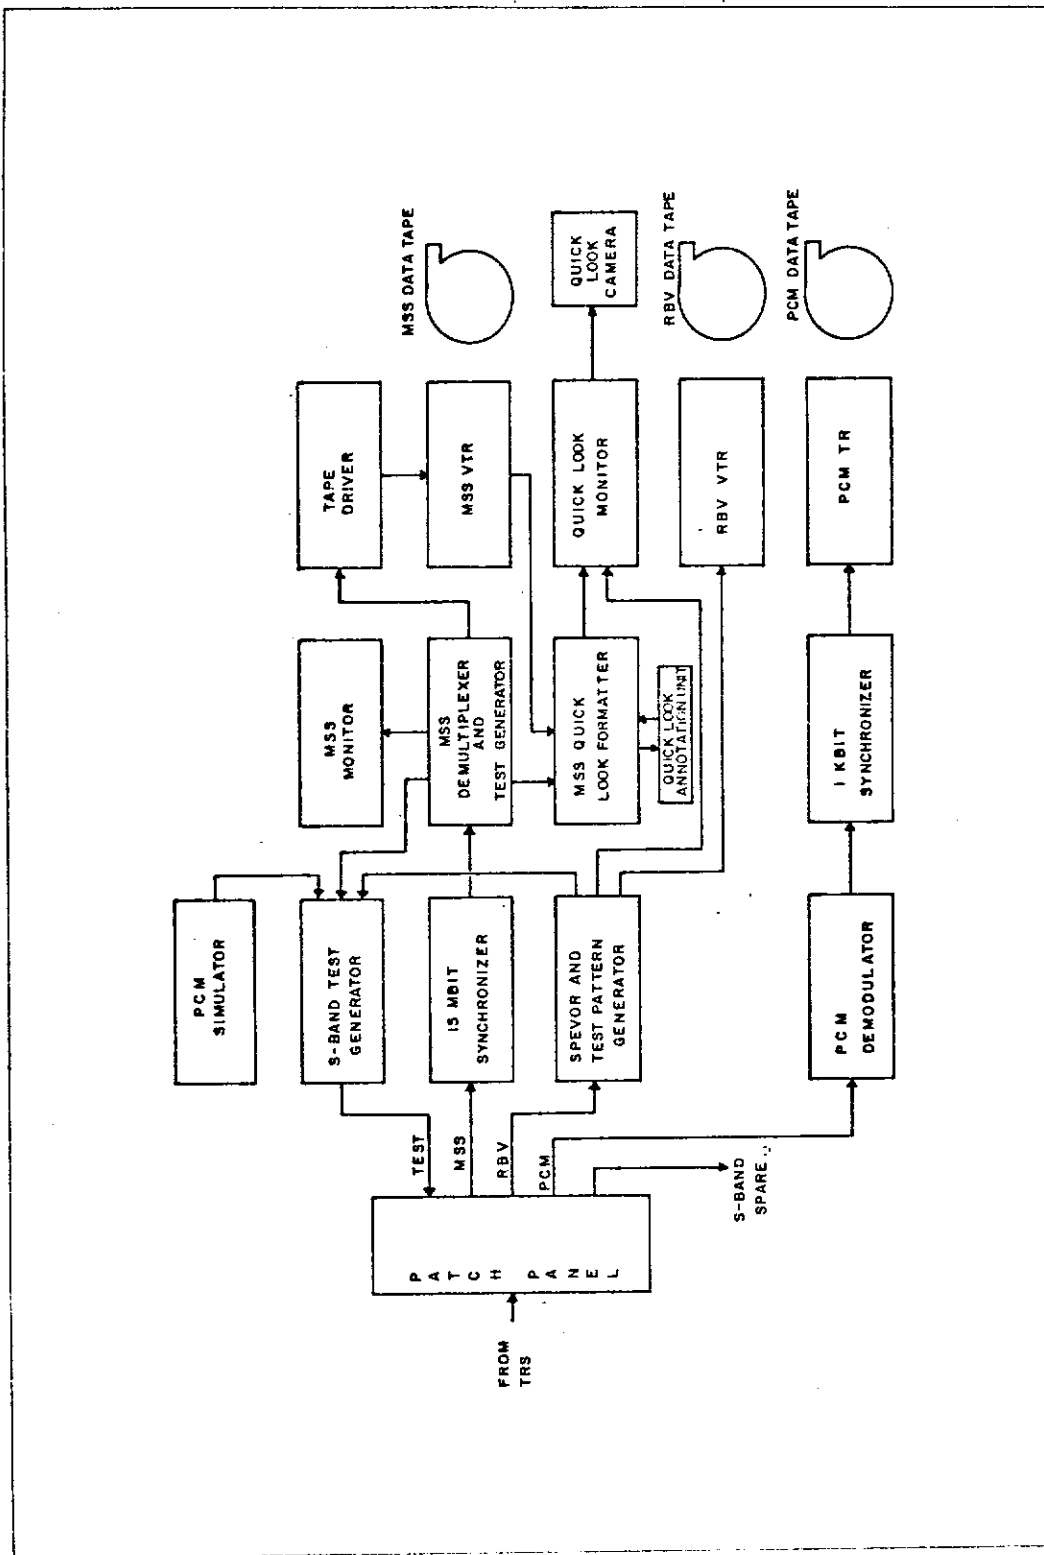 FROM
TRS
PATCH PANEL
TEST
MSS
RBV
PCM
S-BAND
SPARE
PCM
SIMULATOR
S-BAND TEST
GENERATOR
15 MBIT
SYNCHRONIZER
SPEVOR AND
TEST PATTERN
GENERATOR
PCM
DEMODULATOR
MSS
MONITOR
MSS
DEMULTIPLEXER
AND
TEST GENERATOR
MSS QUICK
LOOK FORMATTER
QUICK LOOK
ANNOTATION UNIT
1 KBIT
SYNCHRONIZER
TAPE
DRIVER
MSS VTR
QUICK LOOK
MONITOR
RBV VTR
PCM TR
MSS DATA TAPE
QUICK
LOOK
CAMERA
RBV DATA TAPE
PCM DATA TAPE